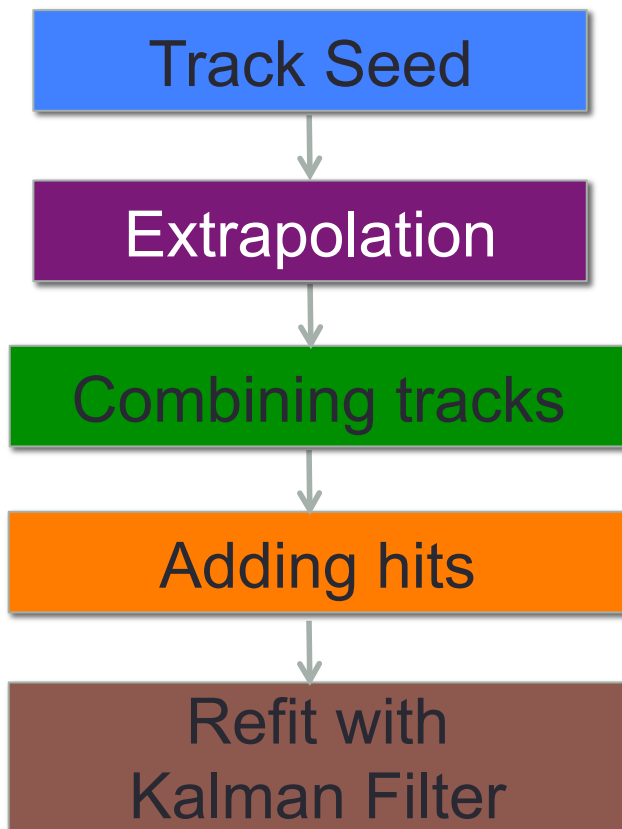 Track Seed
Extrapolation
Combining tracks
Adding hits
Refit with
Kalman Filter